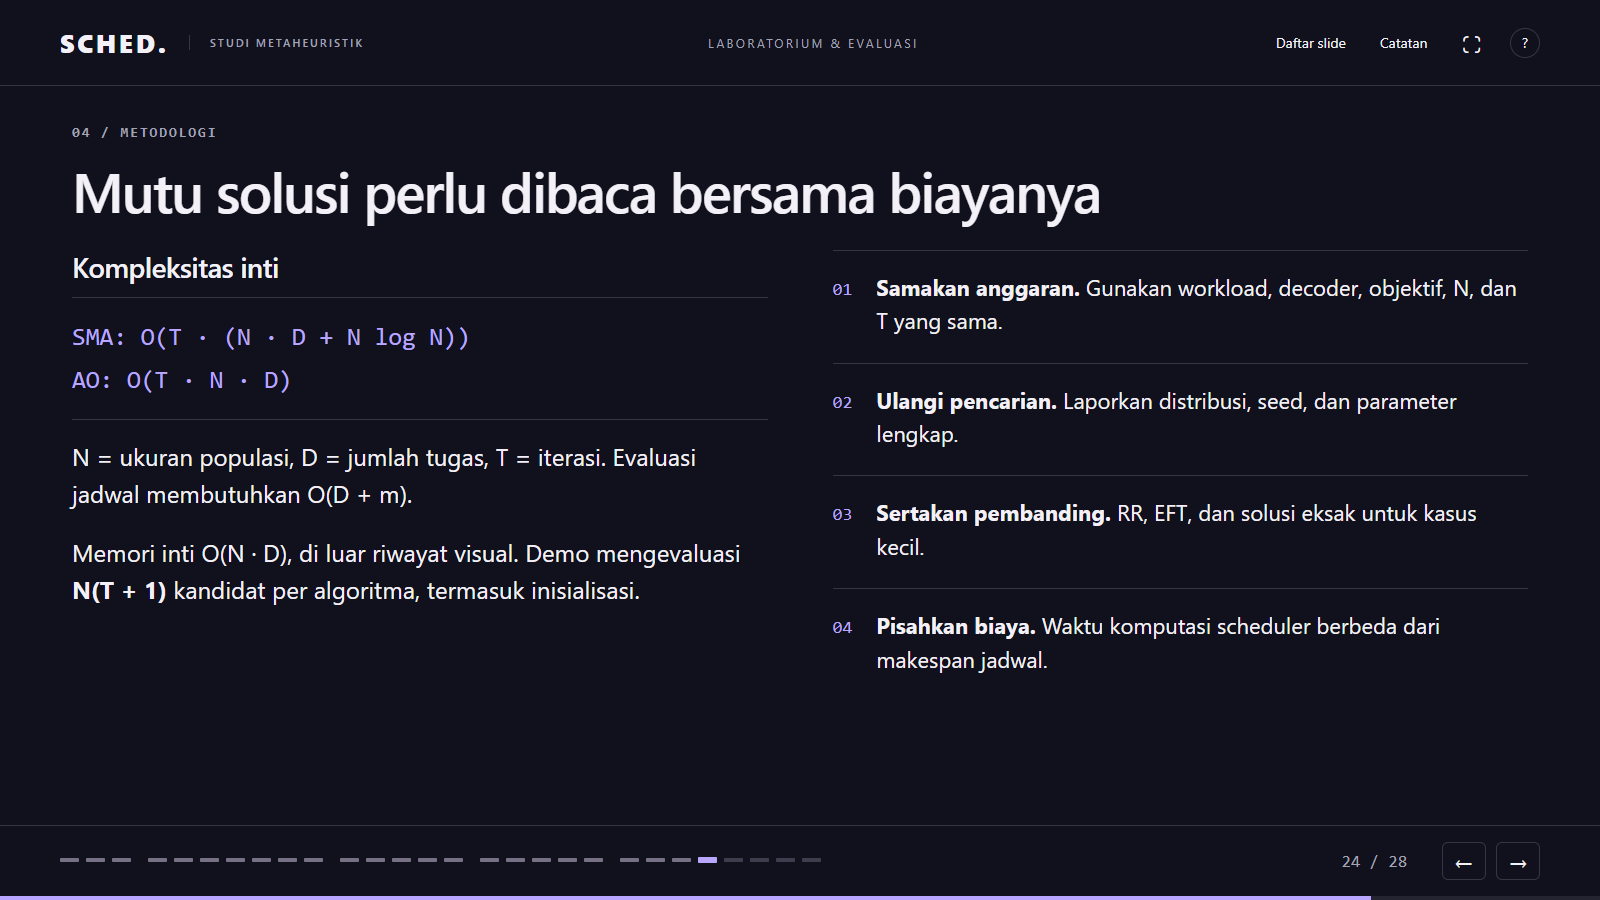 SCHED.
STUDI METAHEURISTIK
LABORATORIUM & EVALUASI
Daftar slide
Catatan
?
04 / METODOLOGI
Mutu solusi perlu dibaca bersama biayanya
Kompleksitas inti
SMA: O(T · (N · D + N log N))
AO: O(T · N · D)
N = ukuran populasi, D = jumlah tugas, T = iterasi. Evaluasi
jadwal membutuhkan O(D + m).
Memori inti O(N · D), di luar riwayat visual. Demo mengevaluasi
N(T + 1) kandidat per algoritma, termasuk inisialisasi.
01 Samakan anggaran. Gunakan workload, decoder, objektif, N, dan
T yang sama.
02 Ulangi pencarian. Laporkan distribusi, seed, dan parameter
lengkap.
03 Sertakan pembanding. RR, EFT, dan solusi eksak untuk kasus
kecil.
04 Pisahkan biaya. Waktu komputasi scheduler berbeda dari
makespan jadwal.
24 / 28
← →